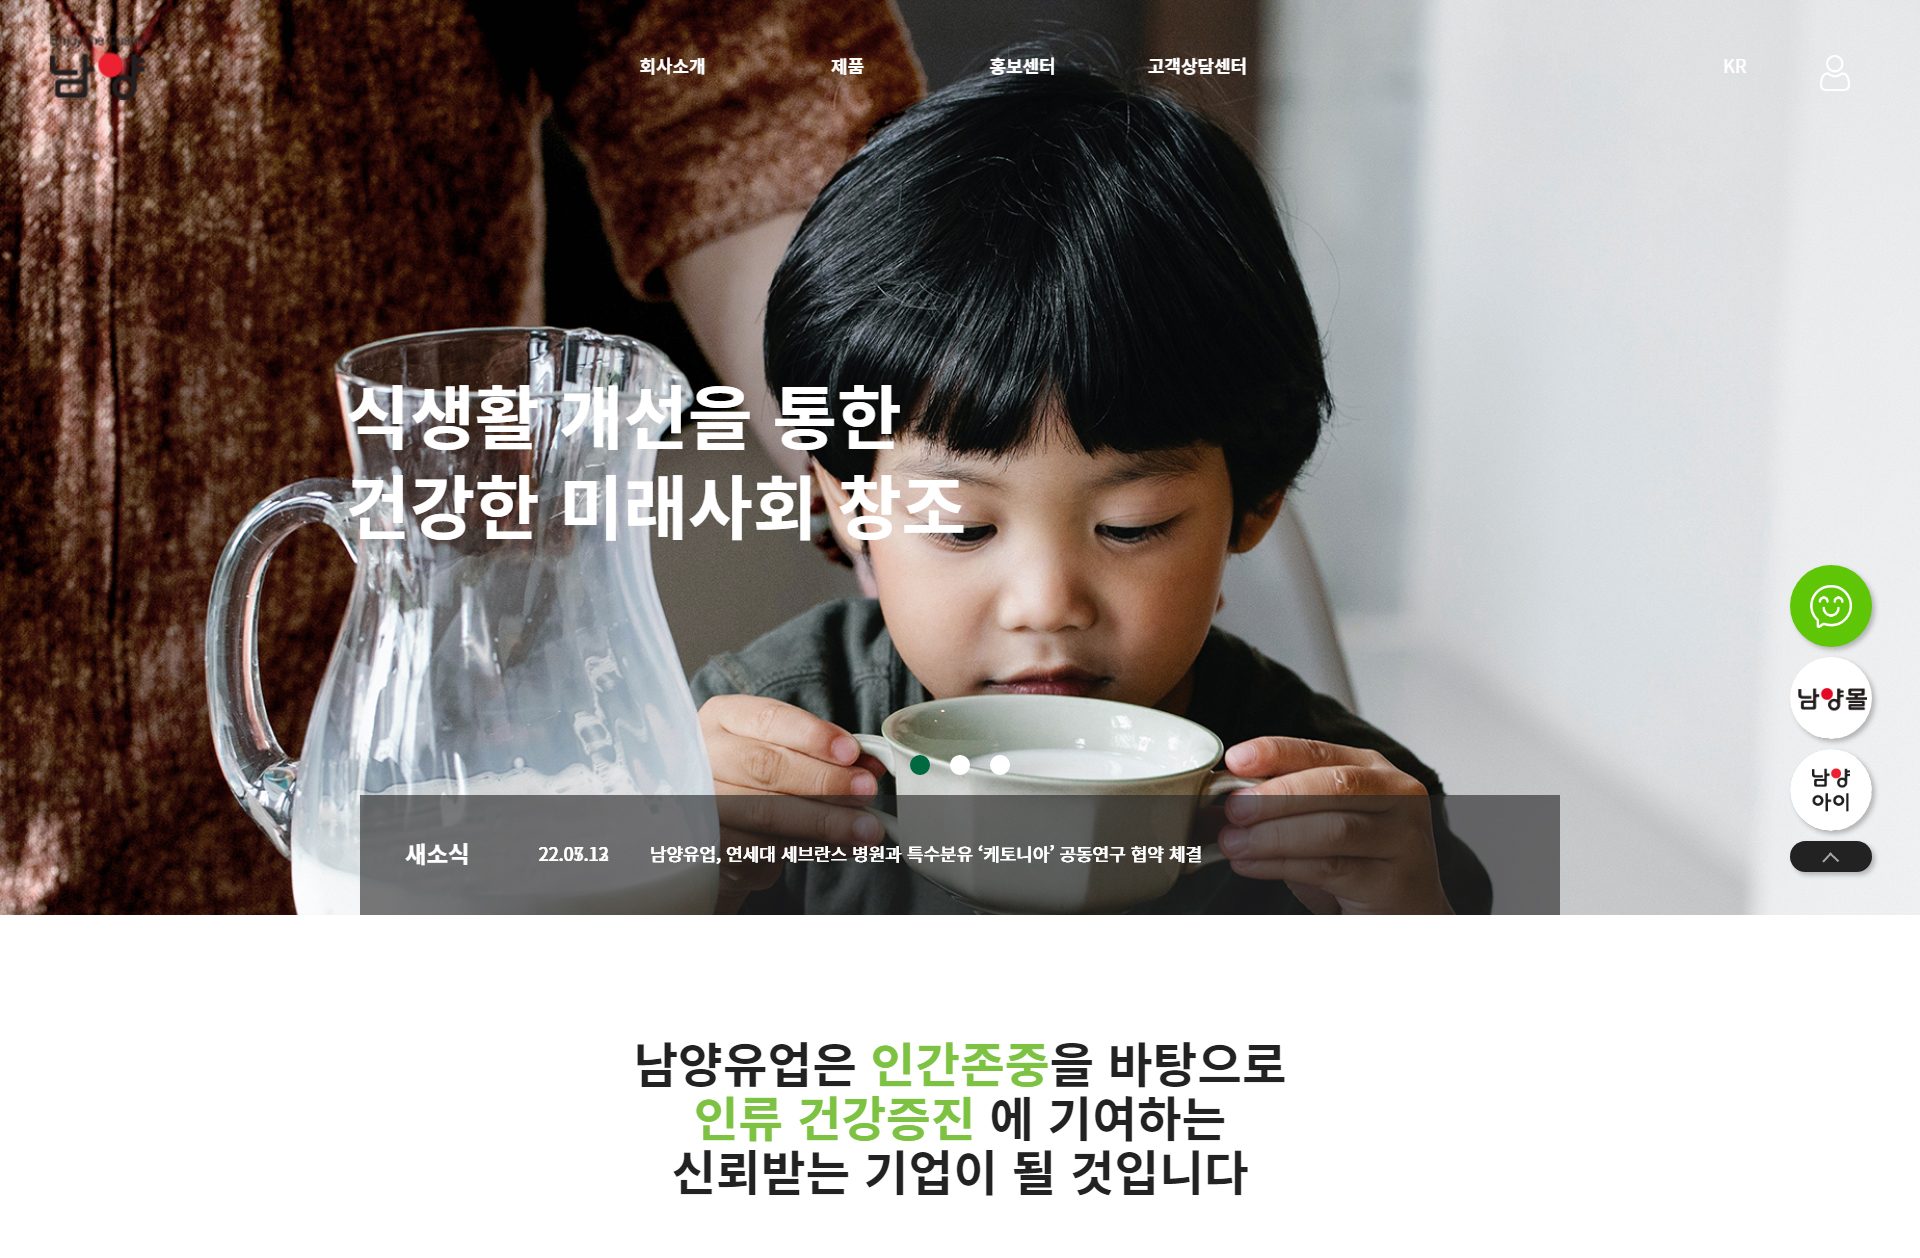 남양
회사소개
제품
홍보센터
고객상담센터
KR
식생활 개선을 통한
건강한 미래사회 창조
남양몰
남양
아이
새소식
남양유업, 연세대 세브란스 병원과 특수분유 ‘케토니아’ 공동연구 협약 체결
남양유업은 인간존중을 바탕으로
인류 건강증진 에 기여하는
신뢰받는 기업이 될 것입니다